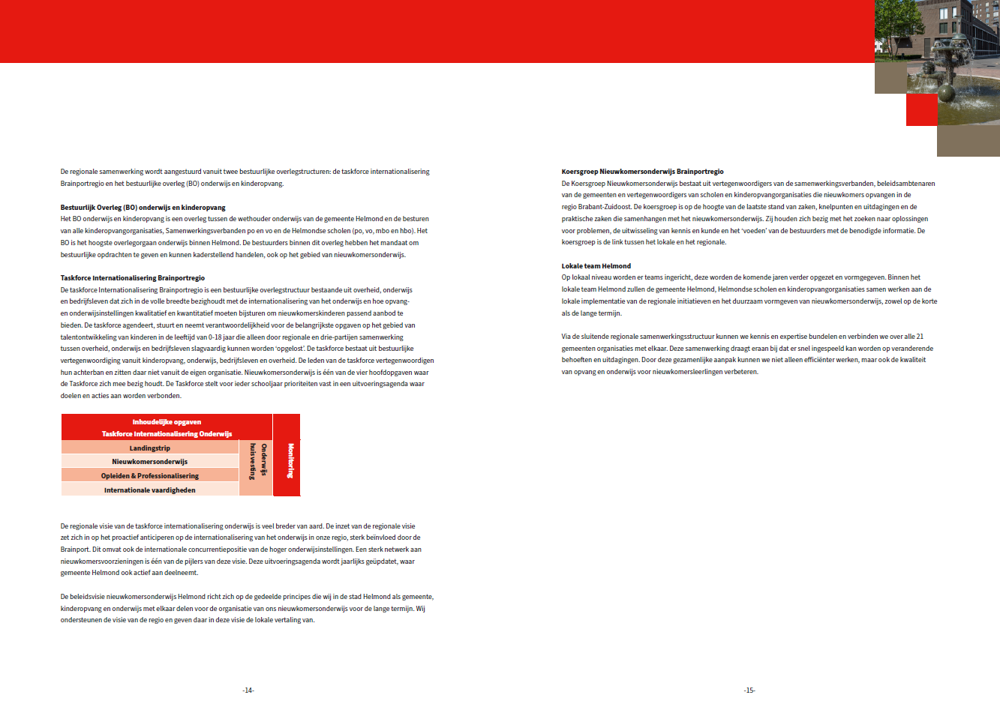 De regionale samenwerking wordt aangestuurd vanuit twee bestuurlijke overlegstructuren: de taskforce internationalisering
Brainportregio en het bestuurlijke overleg (BO) onderwijs en kinderopvang.
Bestuurlijk Overleg (BO) onderwijs en kinderopvang
Het BO onderwijs en kinderopvang is een overleg tussen de wethouder onderwijs van de gemeente Helmond en de besturen
van alle kinderopvangorganisaties, Samenwerkingsverbanden po en vo en de Helmondse scholen (po, vo, mbo en hbo). Het
BO is het hoogste overlegorgaan onderwijs binnen Helmond. De bestuurders binnen dit overleg hebben het mandaat om
bestuurlijke opdrachten te geven en kunnen kaderstellend handelen, ook op het gebied van nieuwkomersonderwijs.
Taskforce Internationalisering Brainportregio
De taskforce Internationalisering Brainportregio is een bestuurlijke overlegstructuur bestaande uit overheid, onderwijs
en bedrijfsleven dat zich in de volle breedte bezighoudt met de internationalisering van het onderwijs en hoe opvang-
en onderwijsinstellingen kwalitatief en kwantitatief moeten bijsturen om nieuwkomerskinderen passend aanbod te
bieden. De taskforce agendeert, stuurt en neemt verantwoordelijkheid voor de belangrijkste opgaven op het gebied van
talentontwikkeling van kinderen in de leeftijd van 0-18 jaar die alleen door regionale en drie-partijen samenwerking
tussen overheid, onderwijs en bedrijfsleven slagvaardig kunnen worden ‘opgelost’. De taskforce bestaat uit bestuurlijke
vertegenwoordiging vanuit kinderopvang, onderwijs, bedrijfsleven en overheid. De leden van de taskforce vertegenwoordigen
hun achterban en zitten daar niet vanuit de eigen organisatie. Nieuwkomersonderwijs is één van de vier hoofdopgaven waar
de Taskforce zich mee bezig houdt. De Taskforce stelt voor ieder schooljaar prioriteiten vast in een uitvoeringsagenda waar
doelen en acties aan worden verbonden.
Inhoudelijke opgaven
Taskforce Internationalisering Onderwijs
Landingstrip
Nieuwkomersonderwijs
Opleiden & Professionalisering
Internationale vaardigheden
Onderwijs
huisvesting
Monitoring
De regionale visie van de taskforce internationalisering onderwijs is veel breder van aard. De inzet van de regionale visie
zet zich in op het proactief anticiperen op de internationalisering van het onderwijs in onze regio, sterk beïnvloed door de
Brainport. Dit omvat ook de internationale concurrentiepositie van de hoger onderwijsinstellingen. Een sterk netwerk aan
nieuwkomersvoorzieningen is één van de pijlers van deze visie. Deze uitvoeringsagenda wordt jaarlijks geüpdatet, waar
gemeente Helmond ook actief aan deelneemt.
De beleidsvisie nieuwkomersonderwijs Helmond richt zich op de gedeelde principes die wij in de stad Helmond als gemeente,
kinderopvang en onderwijs met elkaar delen voor de organisatie van ons nieuwkomersonderwijs voor de lange termijn. Wij
ondersteunen de visie van de regio en geven daar in deze visie de lokale vertaling van.
-14-
Koersgroep Nieuwkomersonderwijs Brainportregio
De Koersgroep Nieuwkomersonderwijs bestaat uit vertegenwoordigers van de samenwerkingsverbanden, beleidsambtenaren
van de gemeenten en vertegenwoordigers van scholen en kinderopvangorganisaties die nieuwkomers opvangen in de
regio Brabant-Zuidoost. De koersgroep is op de hoogte van de laatste stand van zaken, knelpunten en uitdagingen en de
praktische zaken die samenhangen met het nieuwkomersonderwijs. Zij houden zich bezig met het zoeken naar oplossingen
voor problemen, de uitwisseling van kennis en kunde en het ‘voeden’ van de bestuurders met de benodigde informatie. De
koersgroep is de link tussen het lokale en het regionale.
Lokale team Helmond
Op lokaal niveau worden er teams ingericht, deze worden de komende jaren verder opgezet en vormgegeven. Binnen het
lokale team Helmond zullen de gemeente Helmond, Helmondse scholen en kinderopvangorganisaties samen werken aan de
lokale implementatie van de regionale initiatieven en het duurzaam vormgeven van nieuwkomersonderwijs, zowel op de korte
als de lange termijn.
Via de sluitende regionale samenwerkingsstructuur kunnen we kennis en expertise bundelen en verbinden we over alle 21
gemeenten organisaties met elkaar. Deze samenwerking draagt eraan bij dat er snel ingespeeld kan worden op veranderende
behoeften en uitdagingen. Door deze gezamenlijke aanpak kunnen we niet alleen efficiënter werken, maar ook de kwaliteit
van opvang en onderwijs voor nieuwkomersleerlingen verbeteren.
-15-